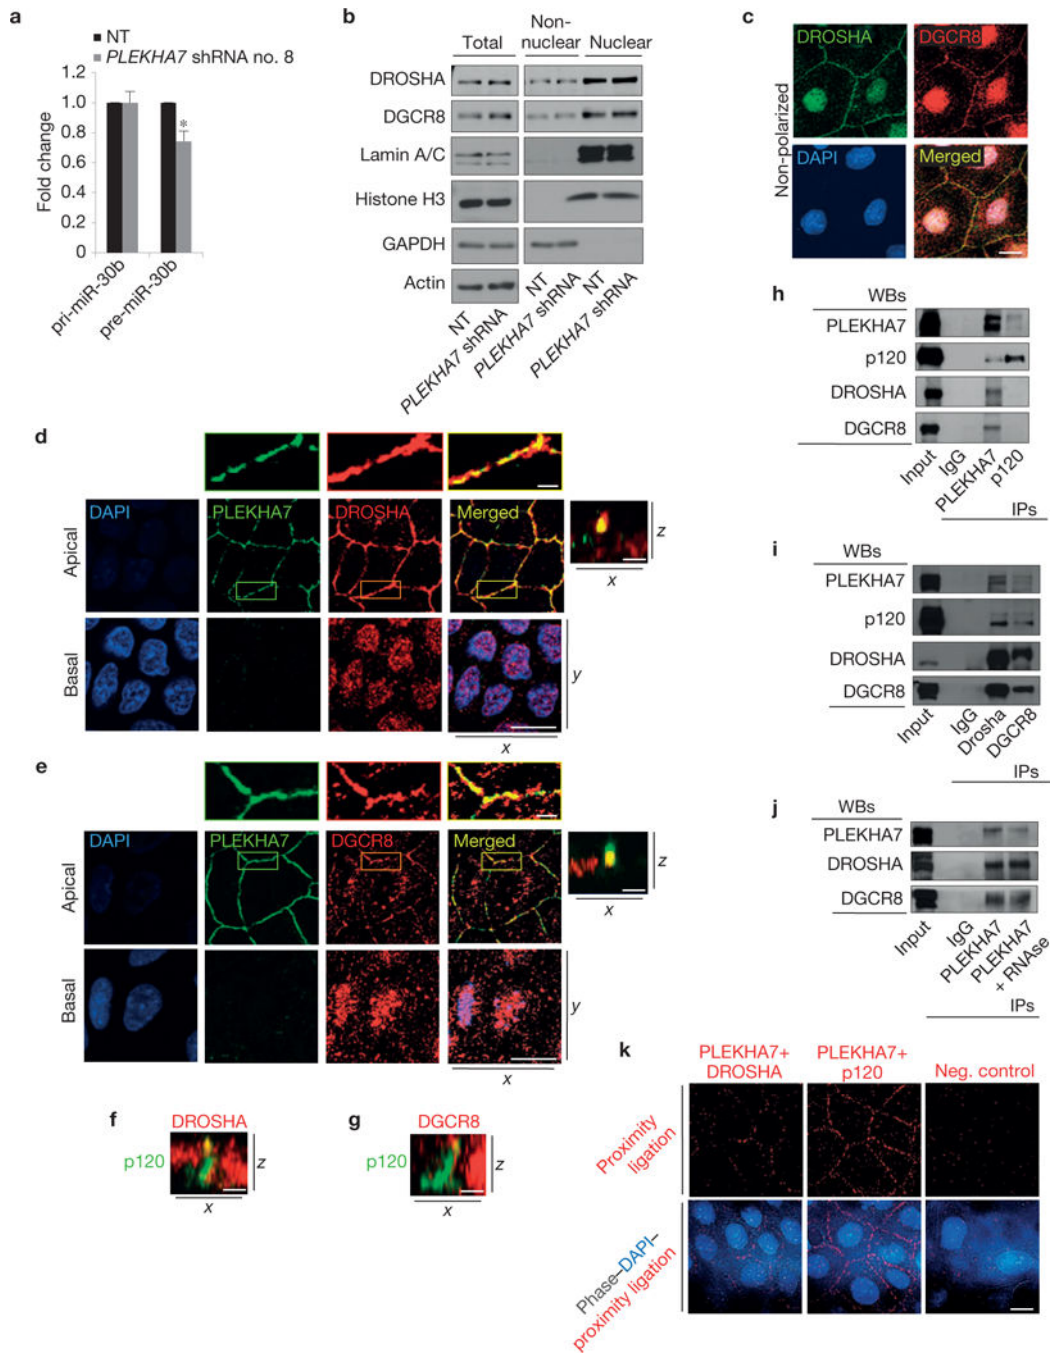 a
NT
PLEKHA7 shRNA no. 8
1.2
1.0
0.8
0.6
0.4
0.2
0
Fold change
*
pri-miR-30b
pre-miR-30b
b
Total
Non-nuclear
Nuclear
DROSHA
DGCR8
Lamin A/C
Histone H3
GAPDH
Actin
NT
PLEKHA7 shRNA
NT
PLEKHA7 shRNA
NT
PLEKHA7 shRNA
c
DROSHA
DGCR8
DAPI
Merged
Non-polarized
d
DAPI
PLEKHA7
DROSHA
Merged
Apical
Basal
z
x
y
x
e
DAPI
PLEKHA7
DGCR8
Merged
Apical
Basal
z
x
y
x
f
DROSHA
p120
z
x
g
DGCR8
p120
z
x
h
WBs
PLEKHA7
p120
DROSHA
DGCR8
Input
IgG
PLEKHA7
p120
IPs
i
WBs
PLEKHA7
p120
DROSHA
DGCR8
Input
IgG
Drosha
DGCR8
IPs
j
WBs
PLEKHA7
DROSHA
DGCR8
Input
IgG
PLEKHA7
PLEKHA7
+ RNAse
IPs
k
PLEKHA7+
DROSHA
PLEKHA7+
p120
Neg. control
Proximity
ligation
Phase–DAPI–
proximity ligation